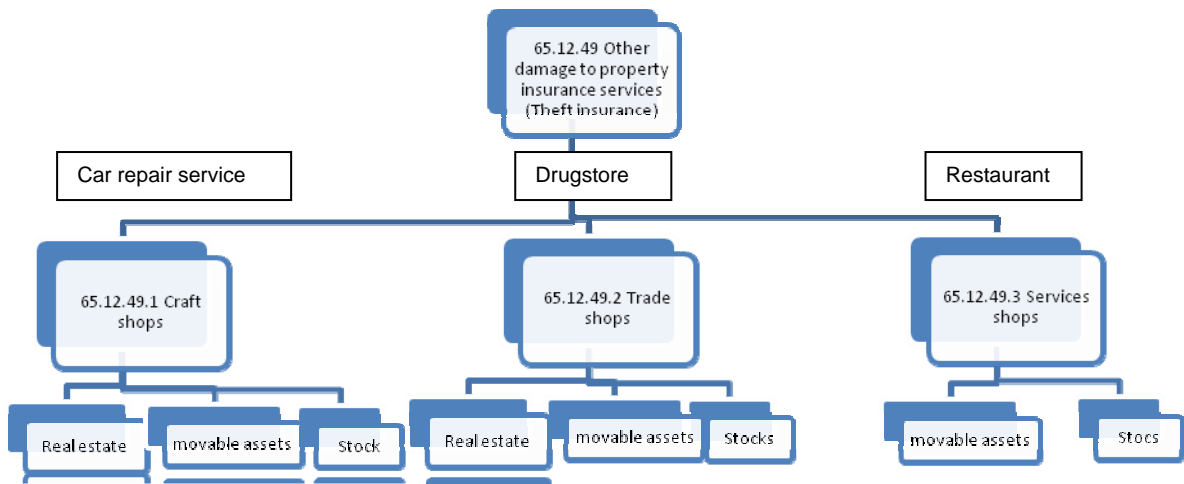 65.12.49 Other
damage to property
insurance services
(Theft insurance)
Car repair service
Drugstore
Restaurant
65.12.49.1 Craft
shops
65.12.49.2 Trade
shops
65.12.49.3 Services
shops
Real estate
movable assets
Stock
Real estate
movable assets
Stocks
movable assets
Stocs